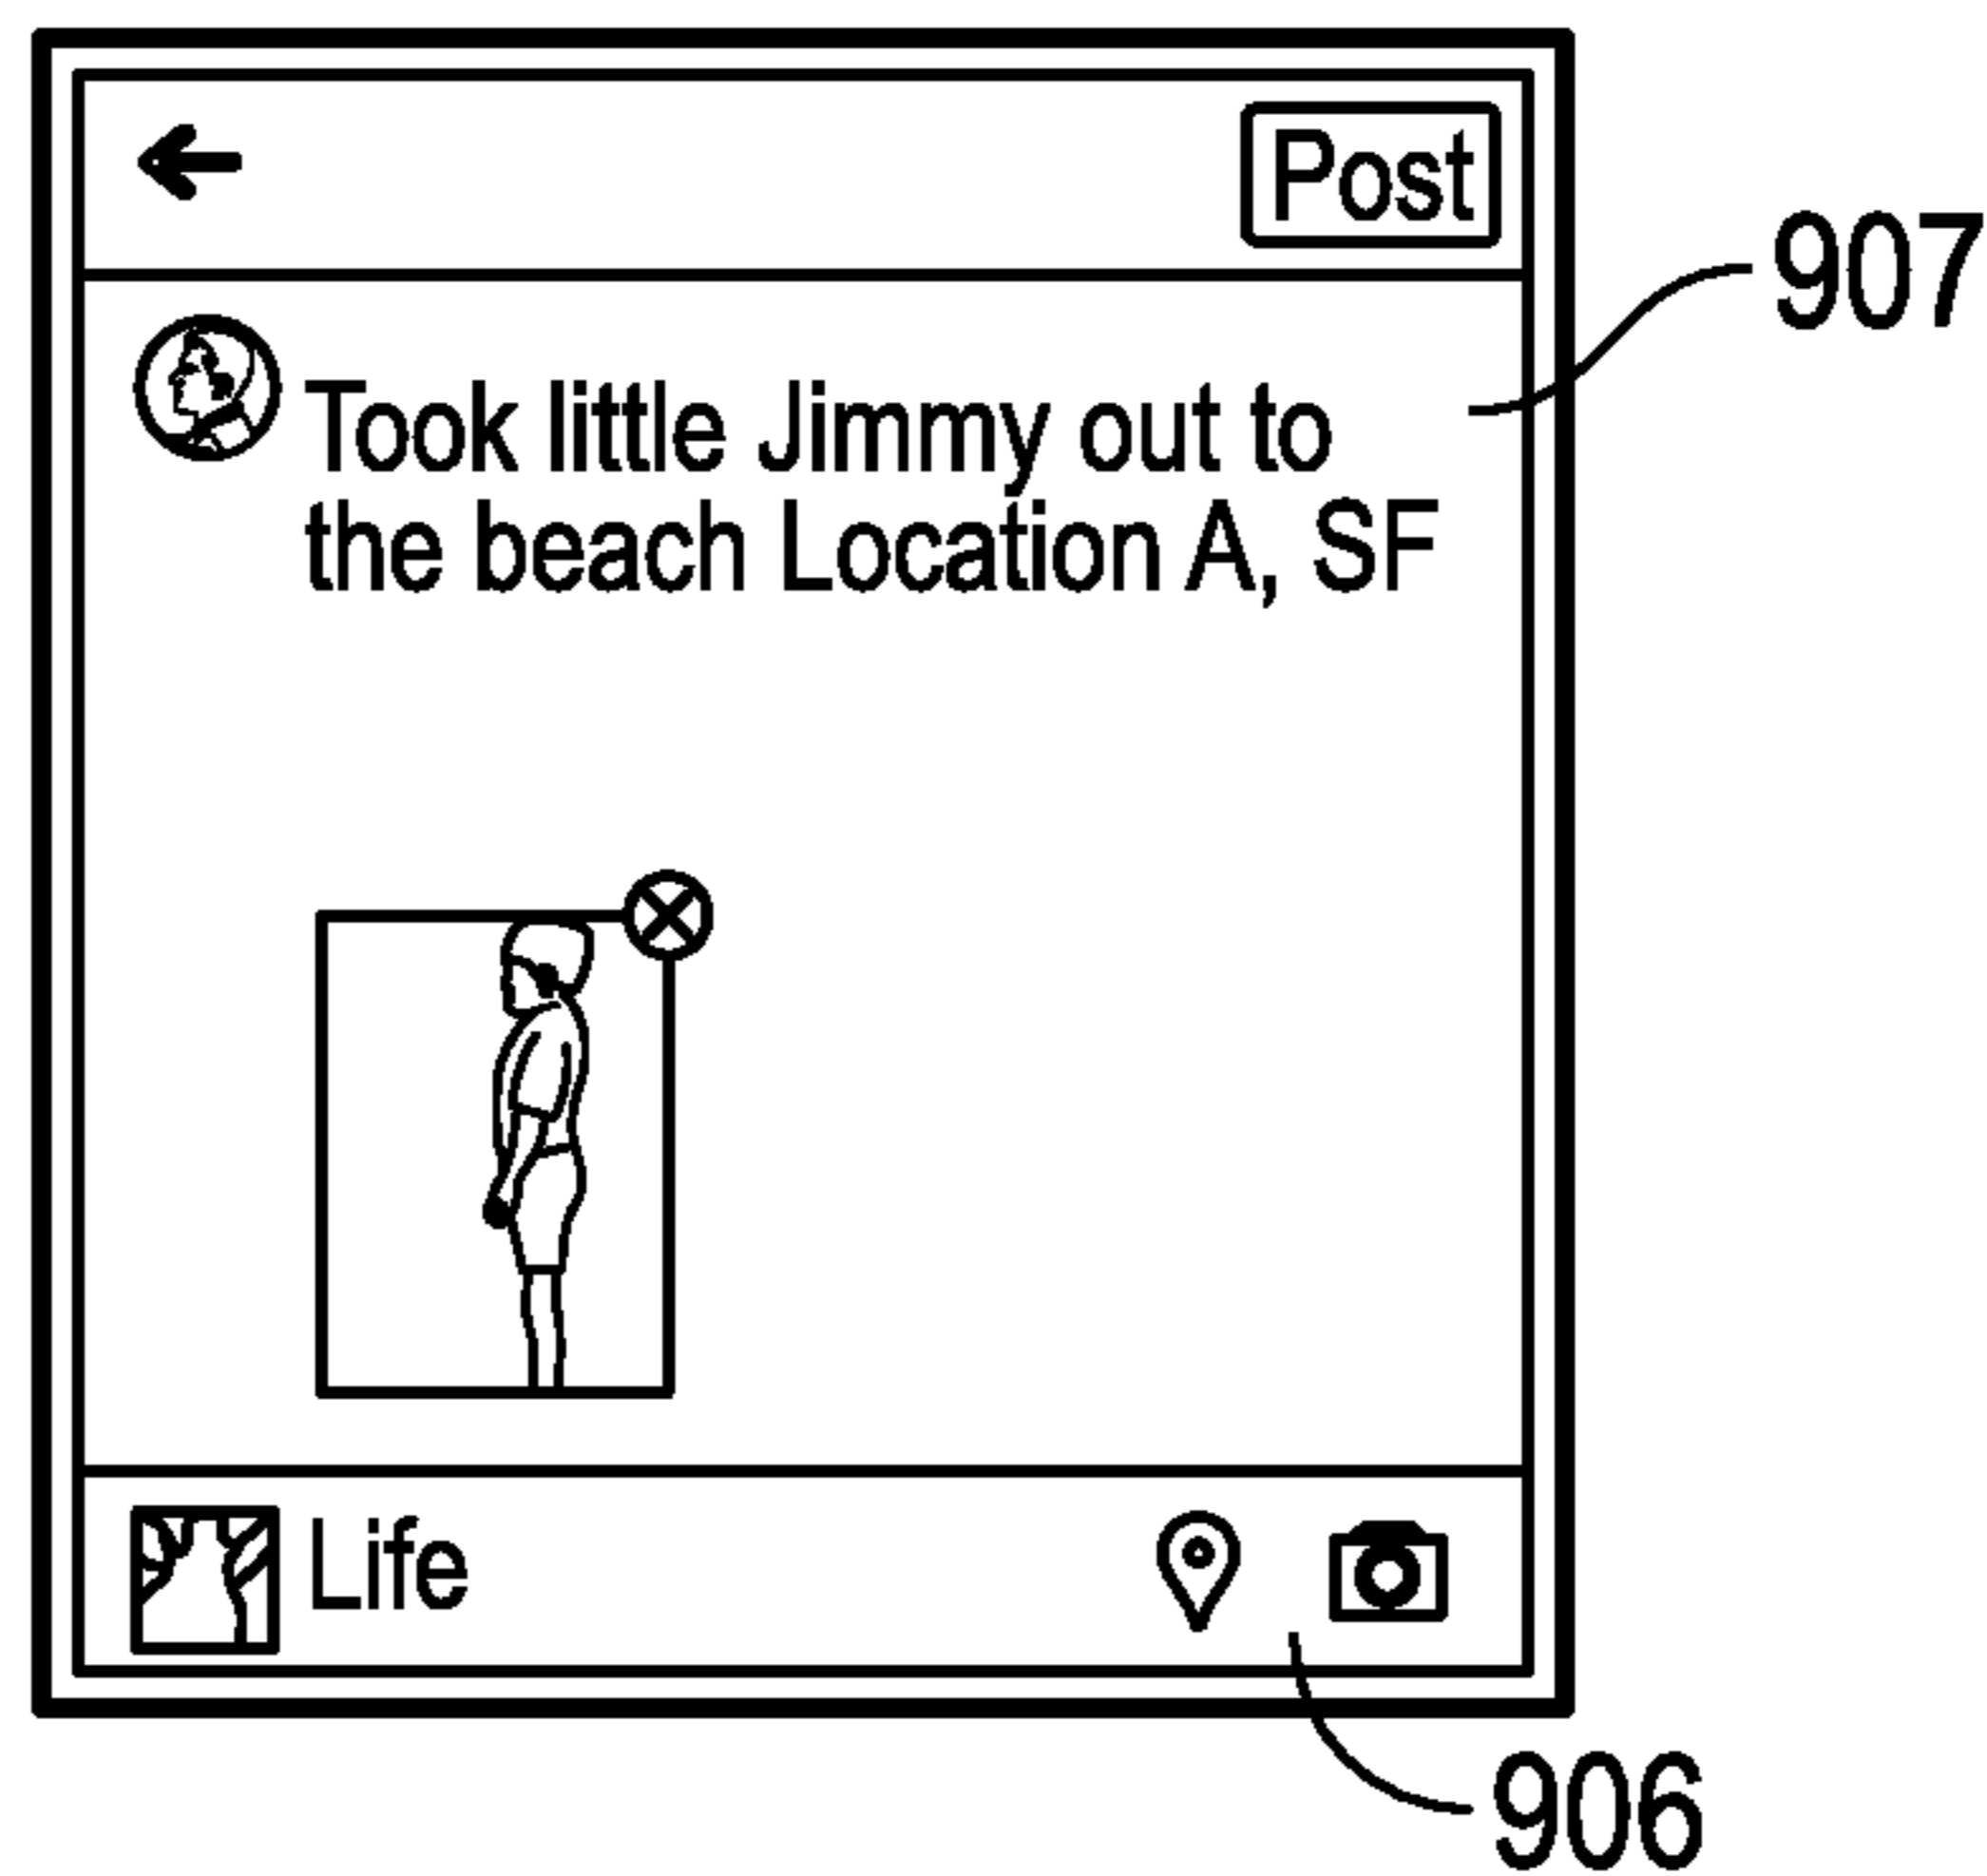 Post
907
Took little Jimmy out to
the beach Location A, SF
Life
906